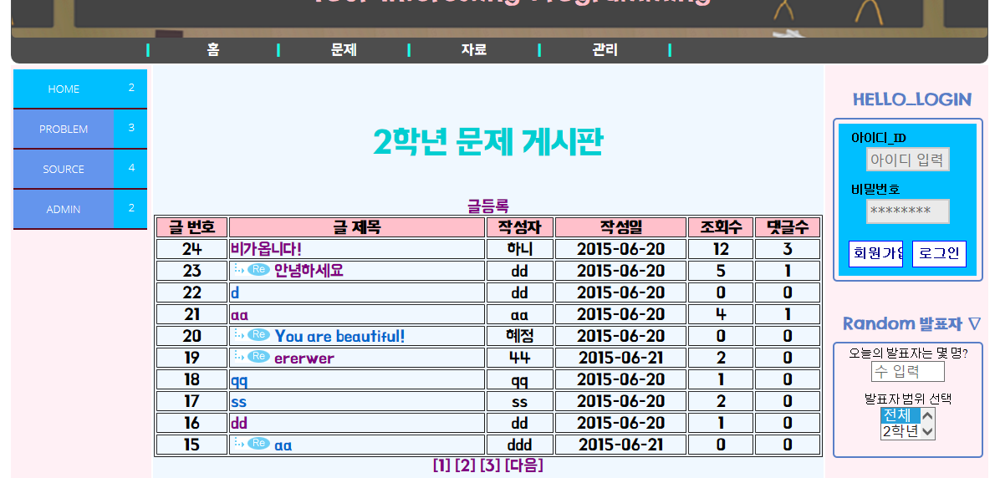 홈 문제 자료 관리
HOME 2
PROBLEM 3
SOURCE 4
ADMIN 2
2학년 문제 게시판
글등록
글 번호 글 제목 작성자 작성일 조회수 댓글수
24 비가옵니다! 하니 2015-06-20 12 3
23 Re 안녕하세요 dd 2015-06-20 5 1
22 d dd 2015-06-20 0 0
21 aa aa 2015-06-20 4 1
20 Re You are beautiful! 혜정 2015-06-20 0 0
19 Re ererwer 44 2015-06-21 2 0
18 qq qq 2015-06-20 1 0
17 ss ss 2015-06-20 2 0
16 dd dd 2015-06-20 1 0
15 Re aa ddd 2015-06-21 0 0
[1] [2] [3] [다음]
HELLO_LOGIN
아이디_ID
아이디 입력
비밀번호
********
회원가입 로그인
Random 발표자 ▽
오늘의 발표자는 몇 명?
수 입력
발표자 범위 선택
전체
2학년